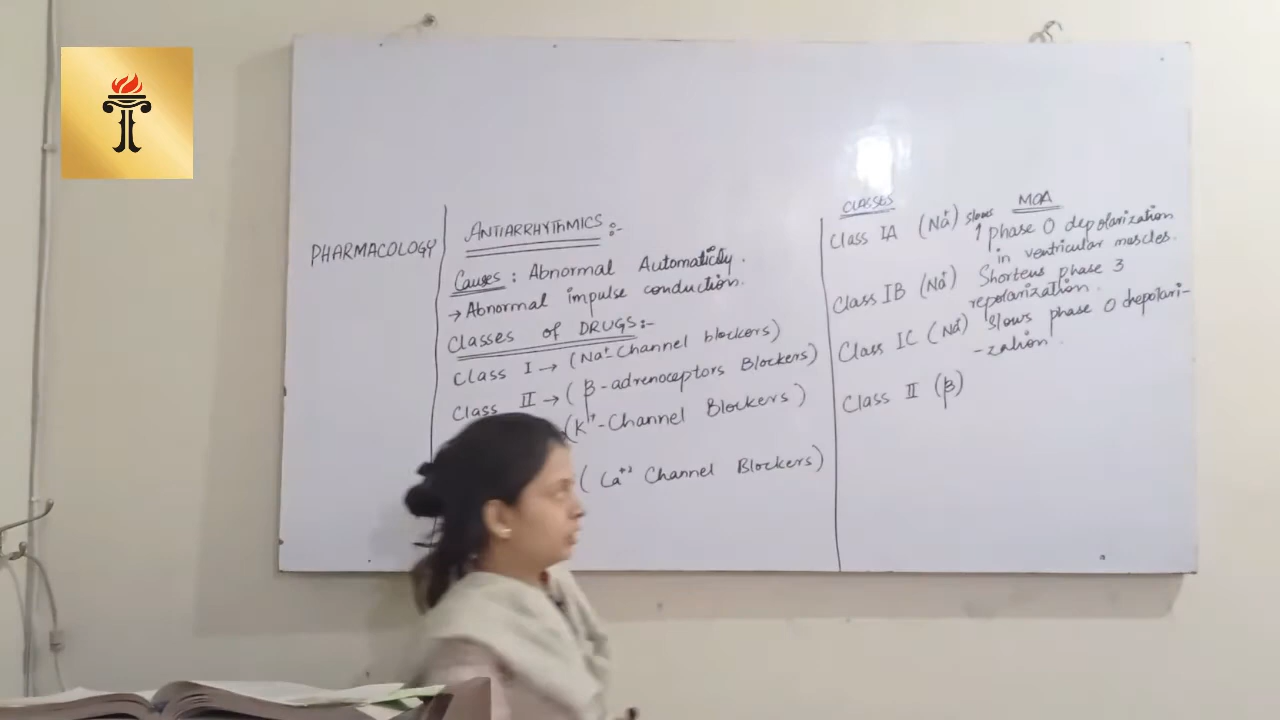 PHARMACOLOGY
ANTIARRHYTHMICS :-
Causes : Abnormal Automaticity.
→ Abnormal impulse conduction.
Classes of DRUGS:-
Class I → (Na+ Channel blockers)
Class II → (β-adrenoceptors Blockers)
(K+-Channel Blockers)
(Ca+2 Channel Blockers)
CLASSES MOA
Class IA (Na+) slows phase 0 depolarization
in ventricular muscles.
Class IB (Na+) Shortens phase 3
repolarization.
Class IC (Na+) Slows phase 0 depolari-
-zation.
Class II (β)